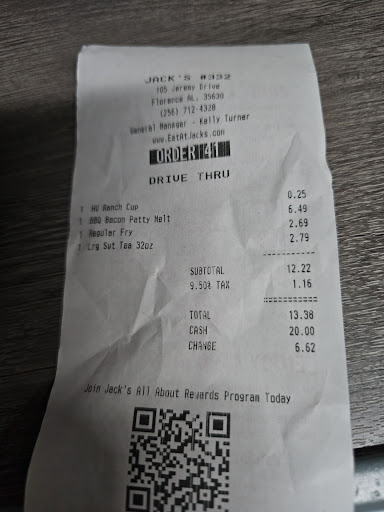 JACK'S #332
105 Jeremy Drive
Florence AL, 35630
(256) 712-4328
General Manager - Kelly Turner
www.EatAtJacks.com
ORDER 41
DRIVE THRU
1 HV Ranch Cup 0.25
1 BBQ Bacon Patty Melt 6.49
1 Regular Fry 2.69
1 Lrg Swt Tea 32oz 2.79
----------
SUBTOTAL 12.22
9.50% TAX 1.16
==========
TOTAL 13.38
CASH 20.00
CHANGE 6.62
Join Jack's All About Rewards Program Today